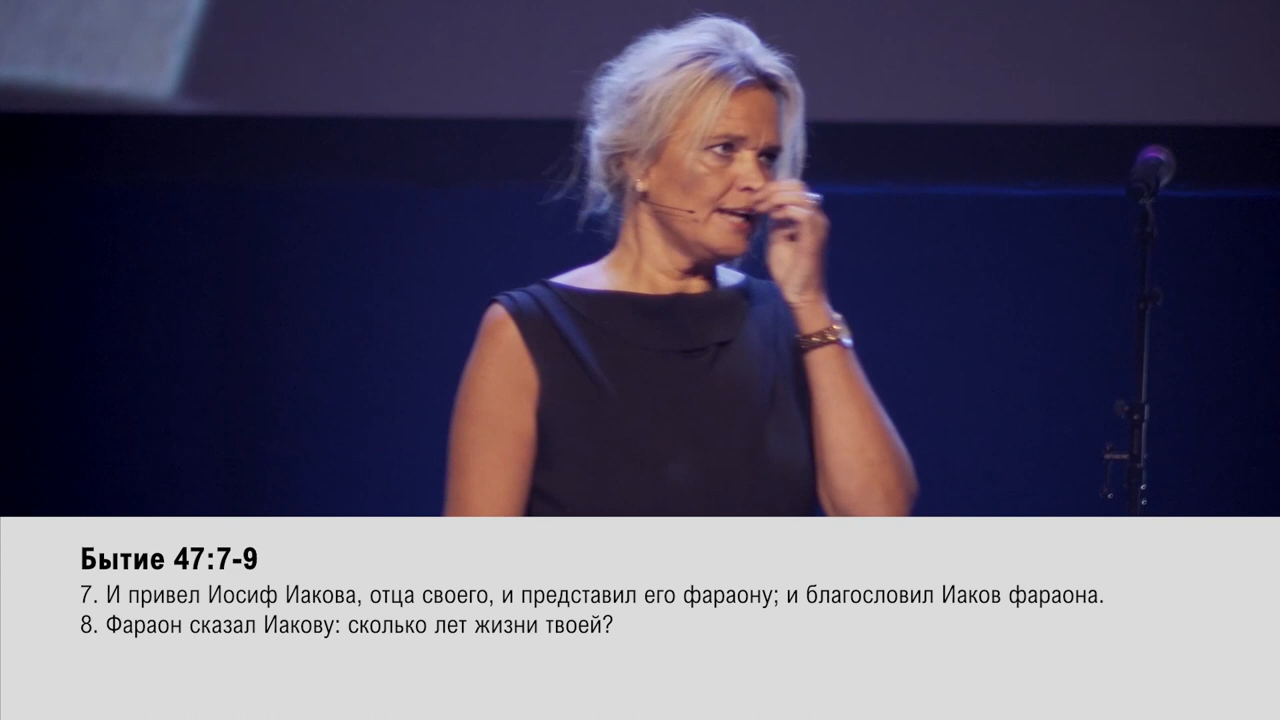 Бытие 47:7-9
7. И привел Иосиф Иакова, отца своего, и представил его фараону; и благословил Иаков фараона.
8. Фараон сказал Иакову: сколько лет жизни твоей?